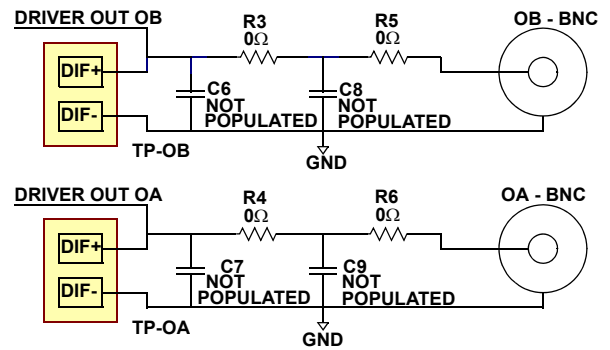 DRIVER OUT OB
R3
0Ω
R5
0Ω
OB - BNC
DIF+
DIF-
C6
NOT
POPULATED
C8
NOT
POPULATED
TP-OB
GND
DRIVER OUT OA
R4
0Ω
R6
0Ω
OA - BNC
DIF+
DIF-
C7
NOT
POPULATED
C9
NOT
POPULATED
TP-OA
GND